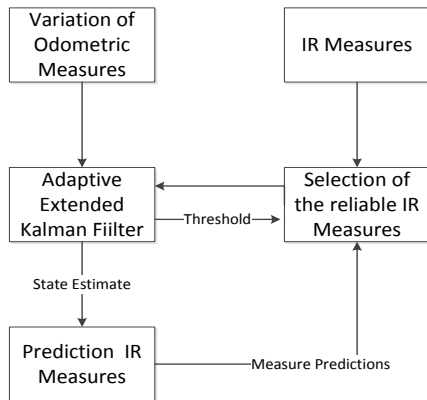 Variation of
Odometric
Measures
IR Measures
Adaptive
Extended
Kalman Fiilter
Threshold
Selection of
the reliable IR
Measures
State Estimate
Prediction IR
Measures
Measure Predictions